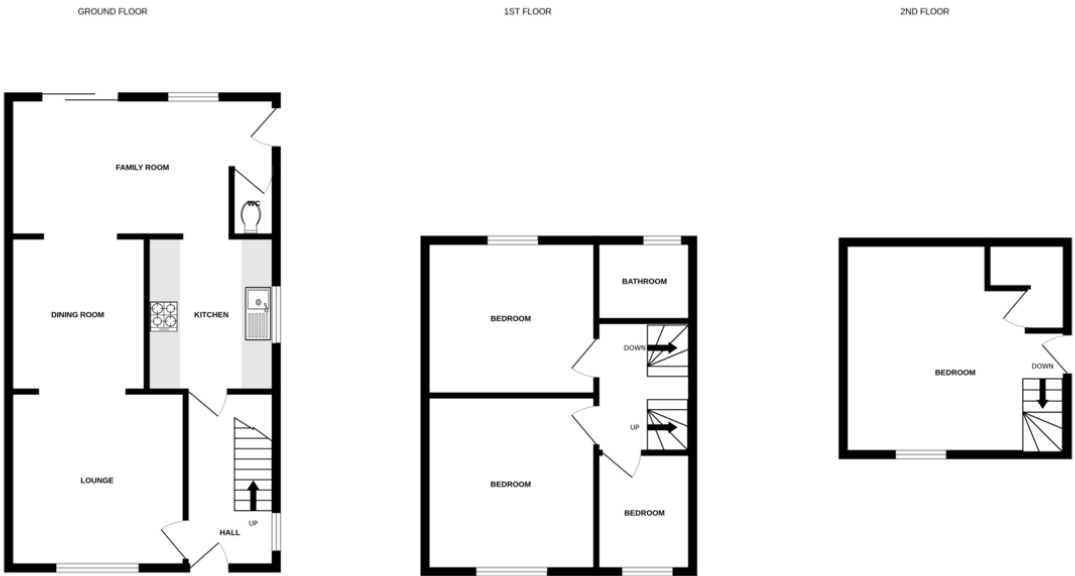 GROUND FLOOR
1ST FLOOR
2ND FLOOR
FAMILY ROOM
WC
DINING ROOM
KITCHEN
LOUNGE
UP
HALL
BATHROOM
BEDROOM
DOWN
UP
BEDROOM
BEDROOM
DOWN
BEDROOM